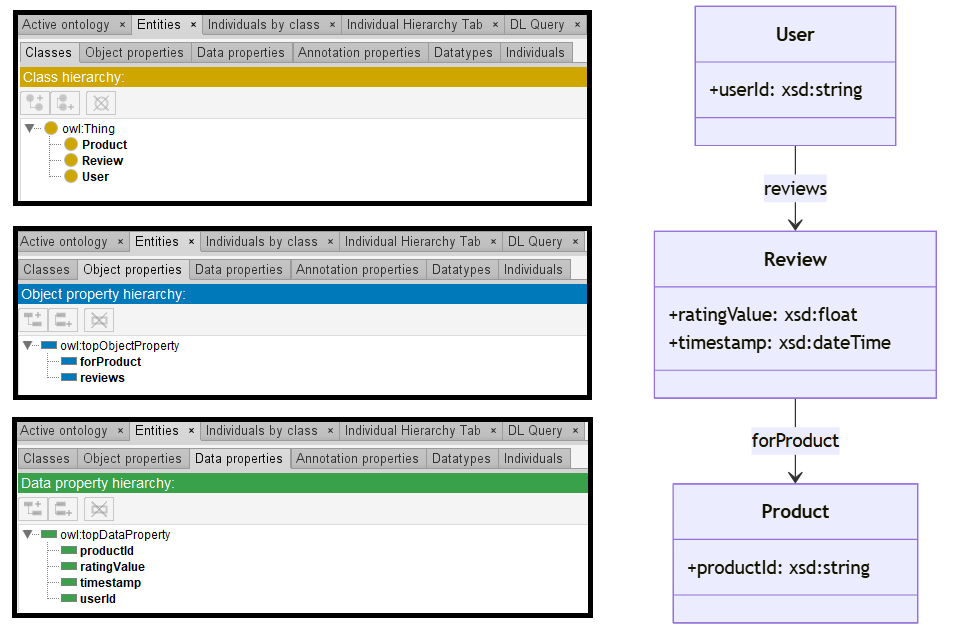 Active ontology × Entities × Individuals by class × Individual Hierarchy Tab × DL Query ×
Classes Object properties Data properties Annotation properties Datatypes Individuals
Class hierarchy:
owl:Thing
Product
Review
User
Active ontology × Entities × Individuals by class × Individual Hierarchy Tab × DL Query ×
Classes Object properties Data properties Annotation properties Datatypes Individuals
Object property hierarchy:
owl:topObjectProperty
forProduct
reviews
Active ontology × Entities × Individuals by class × Individual Hierarchy Tab × DL Query ×
Classes Object properties Data properties Annotation properties Datatypes Individuals
Data property hierarchy:
owl:topDataProperty
productId
ratingValue
timestamp
userId
User
+userId: xsd:string
reviews
Review
+ratingValue: xsd:float
+timestamp: xsd:dateTime
forProduct
Product
+productId: xsd:string